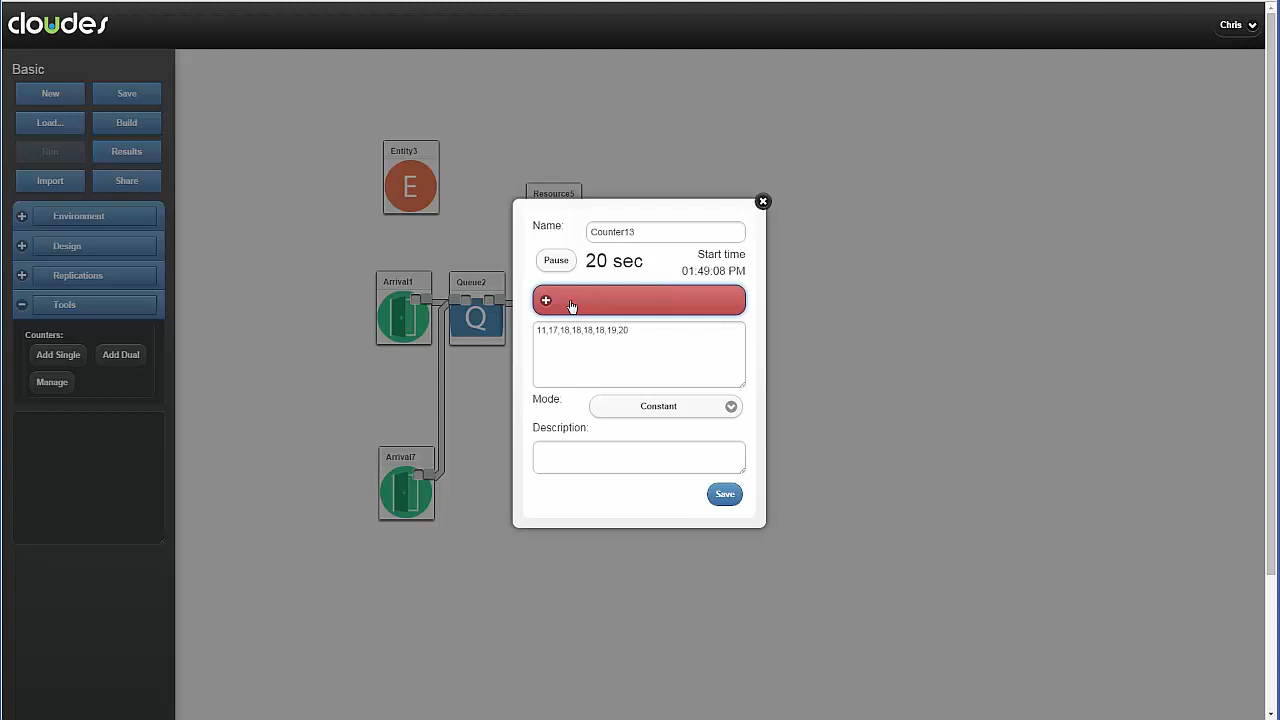 cloudes
Chris
Basic
New
Save
Load...
Build
Run
Results
Import
Share
Environment
Design
Replications
Tools
Counters:
Add Single
Add Dual
Manage
Entity3
E
Resource5
Arrival1
Queue2
Q
Arrival7
Name:
Counter13
Pause
20 sec
Start time
01:49:08 PM
11,17,18,18,18,18,19,20
Mode:
Constant
Description:
Save